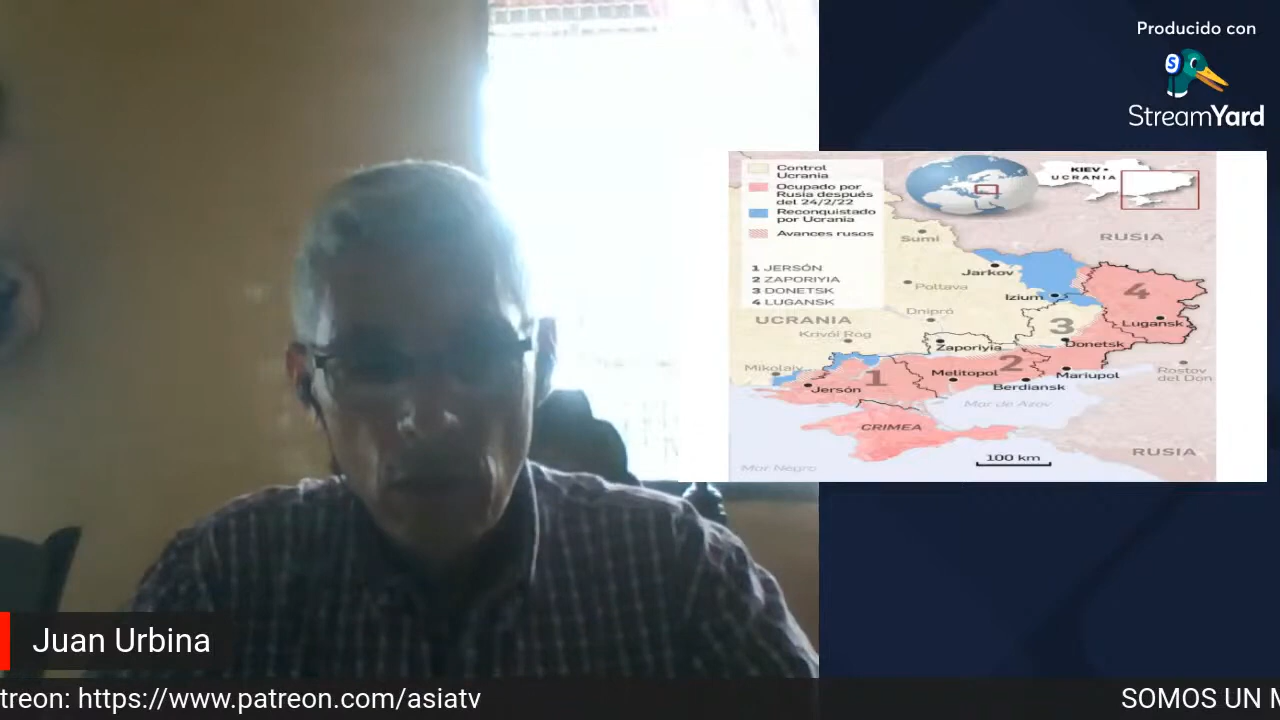 Producido con
StreamYard
Control
Ucrania
Ocupado por
Rusia después
del 24/2/22
Reconquistado
por Ucrania
Avances rusos
1 JERSÓN
2 ZAPORIYIA
3 DONETSK
4 LUGANSK
KIEV
UCRANIA
RUSIA
Sumi
Jarkov
Poltava
Izium
4
Dnipró
UCRANIA
3
Lugansk
Krivói Rog
Zaporiyia
Donetsk
Mikolaiv
2
Rostov
del Don
1
Melitopol
Mariupol
Jersón
Berdiansk
Mar de Azov
CRIMEA
RUSIA
100 km
Mar Negro
Juan Urbina
treon: https://www.patreon.com/asiatv
SOMOS UN M